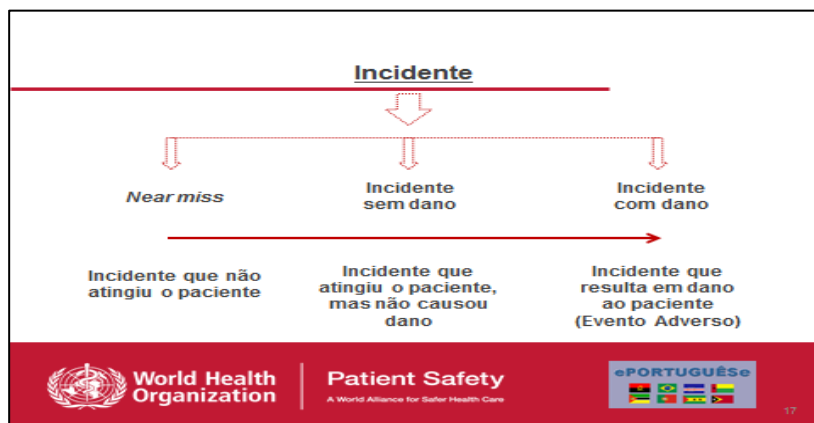 Incidente
Near miss
Incidente
sem dano
Incidente
com dano
Incidente que não
atingiu o paciente
Incidente que
atingiu o paciente,
mas não causou
dano
Incidente que
resulta em dano
ao paciente
(Evento Adverso)
World Health
Organization
Patient Safety
A World Alliance for Safer Health Care
ePORTUGUÊSe
17